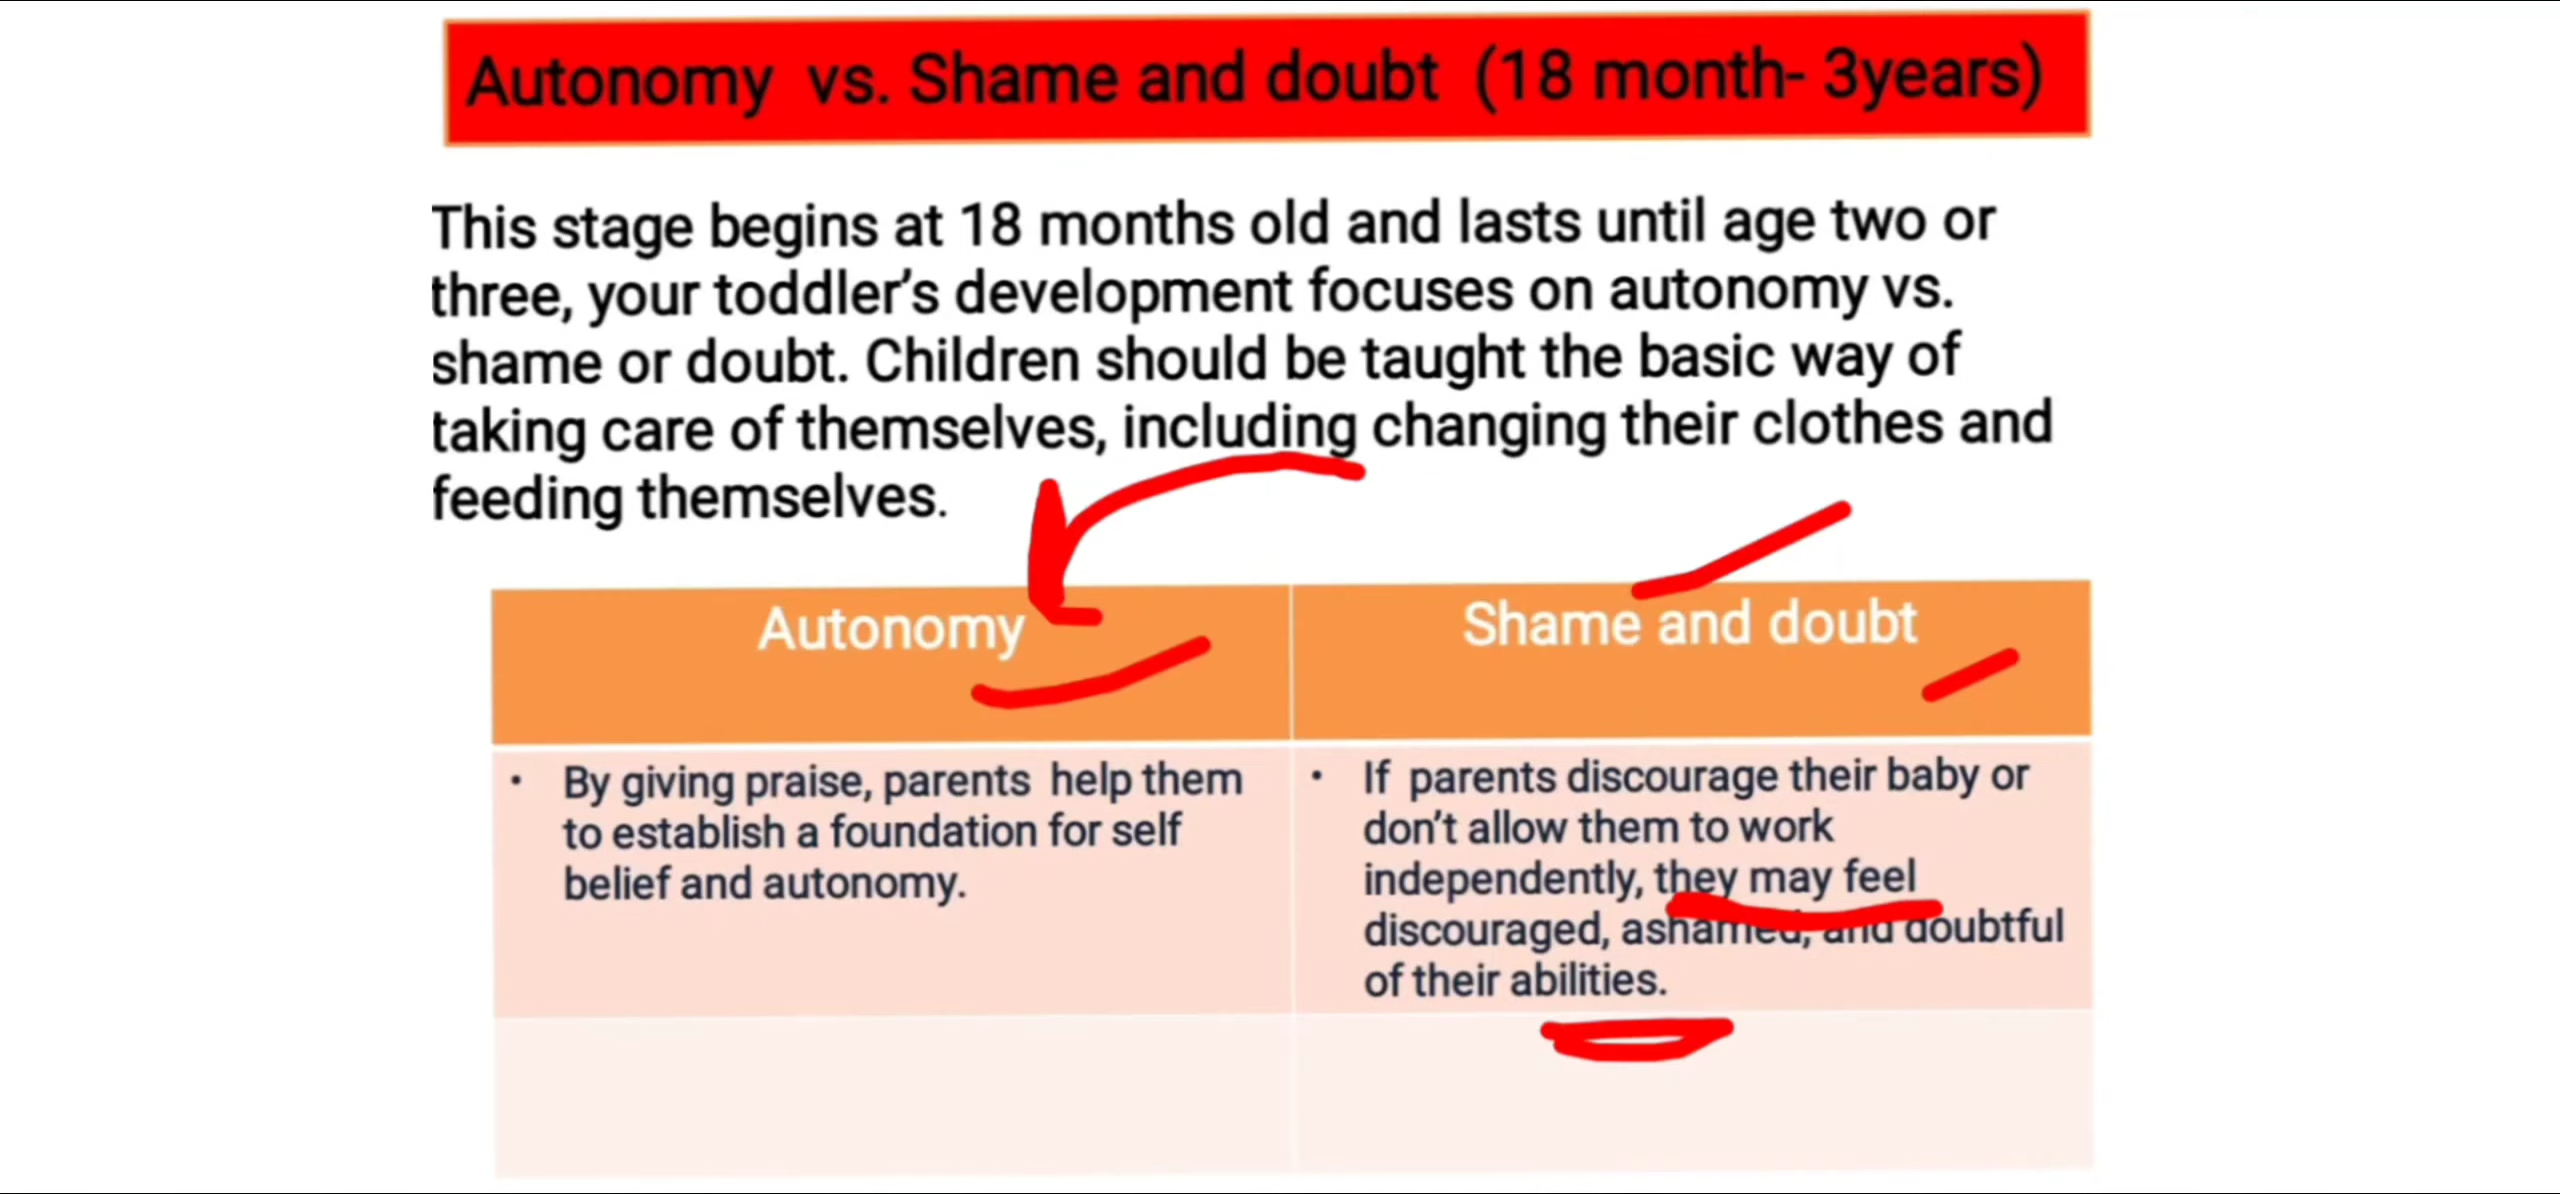 Autonomy vs. Shame and doubt (18 month- 3years)
This stage begins at 18 months old and lasts until age two or
three, your toddler's development focuses on autonomy vs.
shame or doubt. Children should be taught the basic way of
taking care of themselves, including changing their clothes and
feeding themselves.
Autonomy
Shame and doubt
• By giving praise, parents help them
to establish a foundation for self
belief and autonomy.
• If parents discourage their baby or
don't allow them to work
independently, they may feel
discouraged, ashamed, and doubtful
of their abilities.